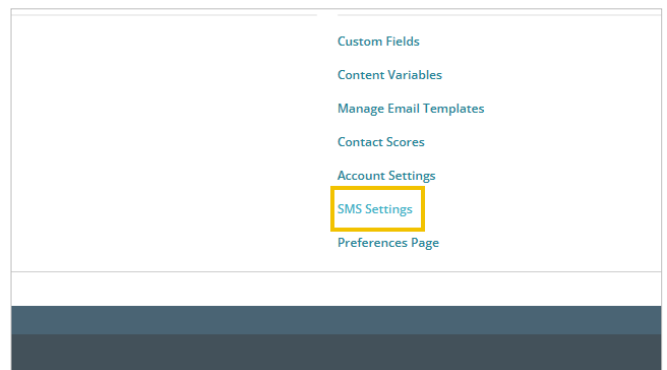 Custom Fields
Content Variables
Manage Email Templates
Contact Scores
Account Settings
SMS Settings
Preferences Page